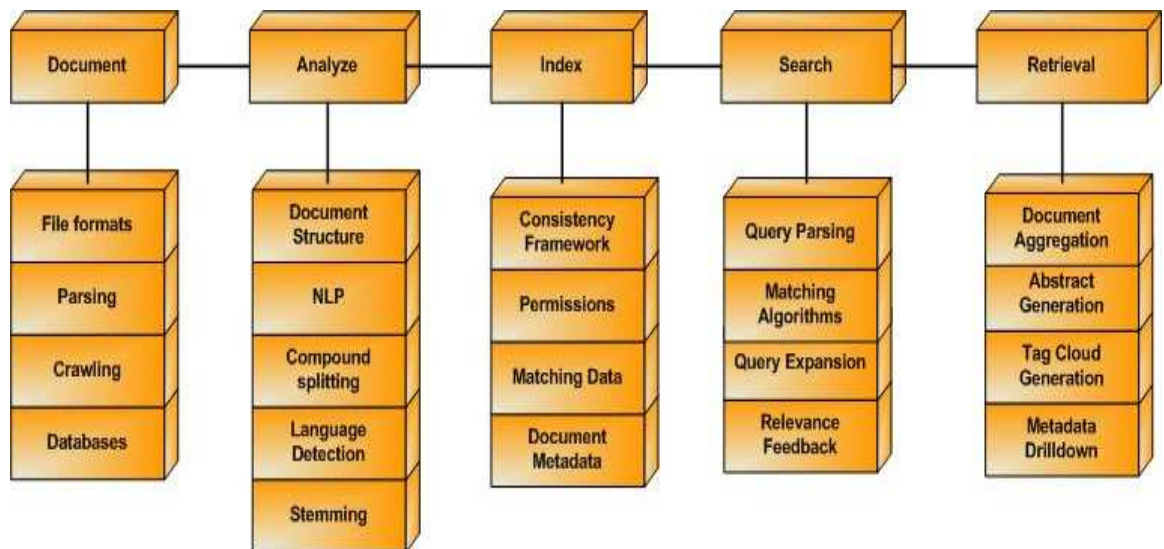 Document
Analyze
Index
Search
Retrieval
File formats
Parsing
Crawling
Databases
Document
Structure
NLP
Compound
splitting
Language
Detection
Stemming
Consistency
Framework
Permissions
Matching Data
Document
Metadata
Query Parsing
Matching
Algorithms
Query Expansion
Relevance
Feedback
Document
Aggregation
Abstract
Generation
Tag Cloud
Generation
Metadata
Drilldown